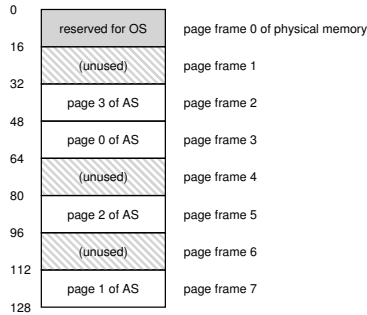 0
reserved for OS page frame 0 of physical memory
16
(unused) page frame 1
32
page 3 of AS page frame 2
48
page 0 of AS page frame 3
64
(unused) page frame 4
80
page 2 of AS page frame 5
96
(unused) page frame 6
112
page 1 of AS page frame 7
128